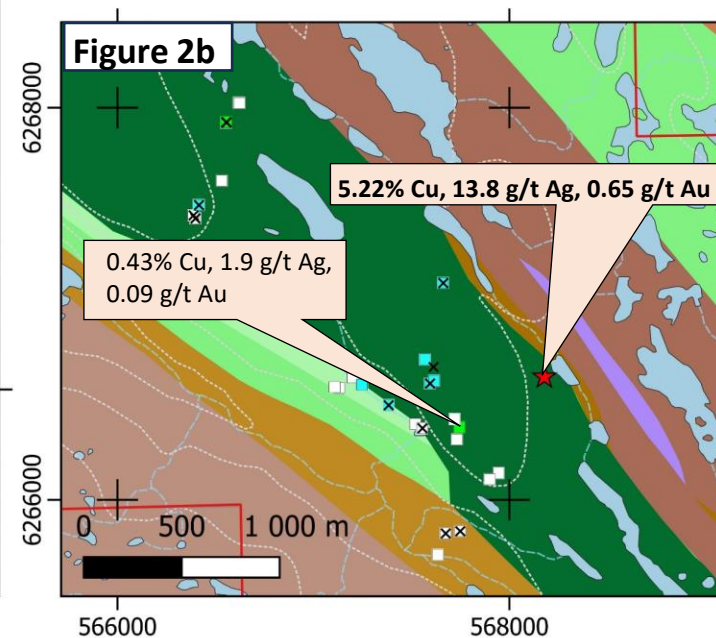 Figure 2b
6268000
5.22% Cu, 13.8 g/t Ag, 0.65 g/t Au
0.43% Cu, 1.9 g/t Ag,
0.09 g/t Au
6266000
0 500 1 000 m
566000 568000